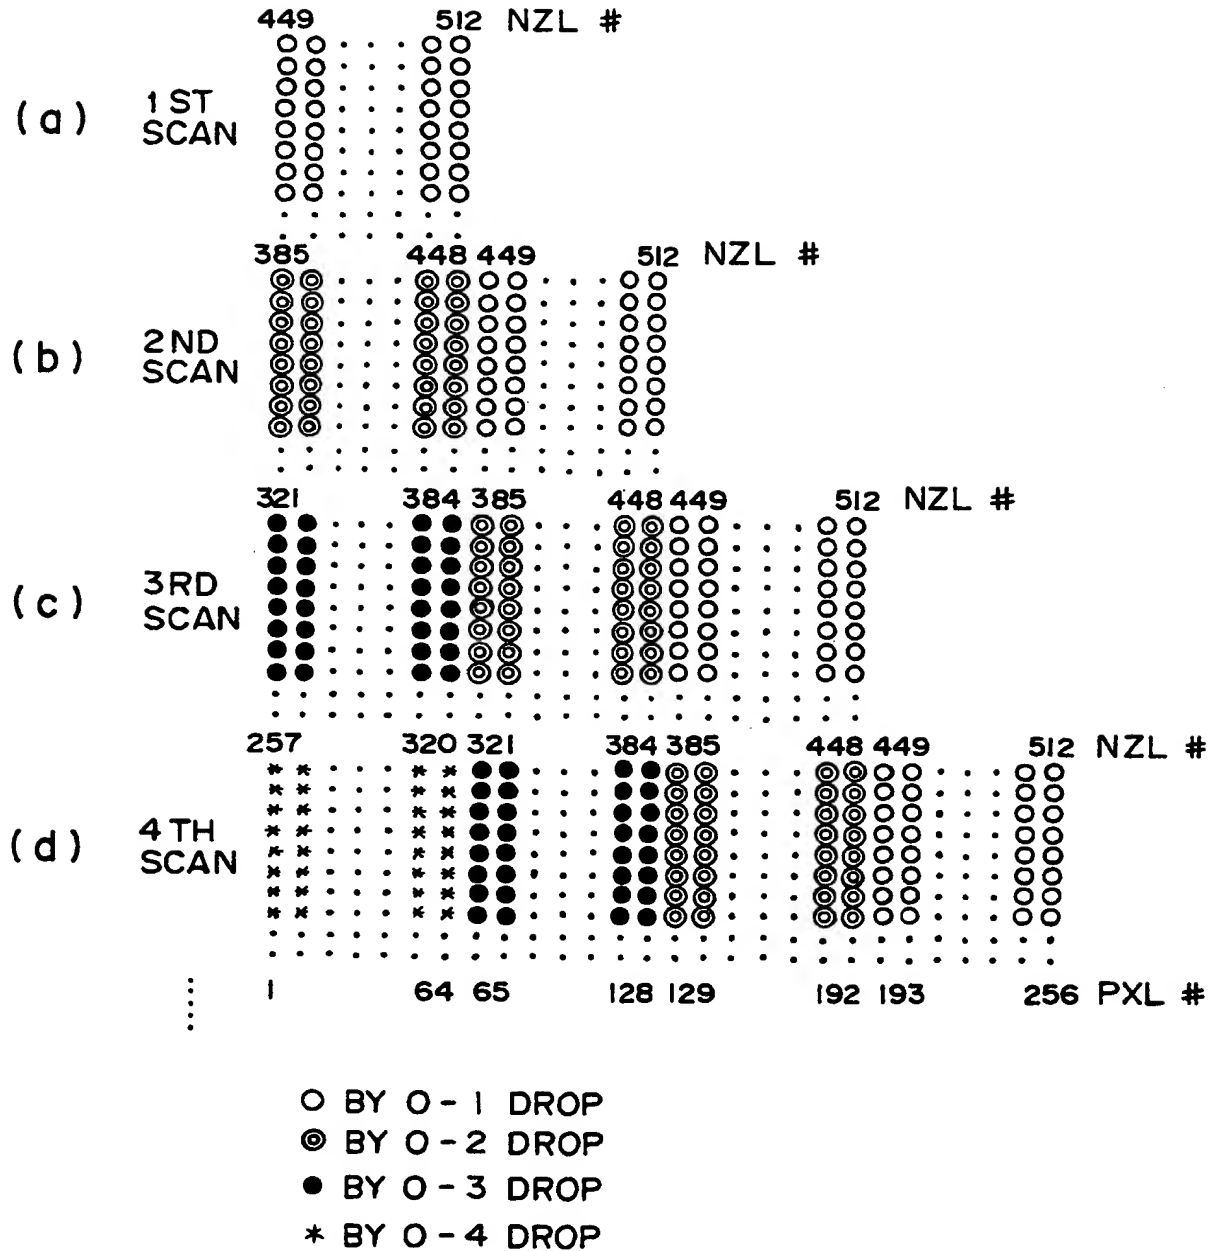 449 512 NZL #
(a) 1ST SCAN
385 448 449 512 NZL #
(b) 2ND SCAN
321 384 385 448 449 512 NZL #
(c) 3RD SCAN
257 320 321 384 385 448 449 512 NZL #
(d) 4TH SCAN
1 64 65 128 129 192 193 256 PXL #
○ BY 0-1 DROP
◎ BY 0-2 DROP
● BY 0-3 DROP
* BY 0-4 DROP